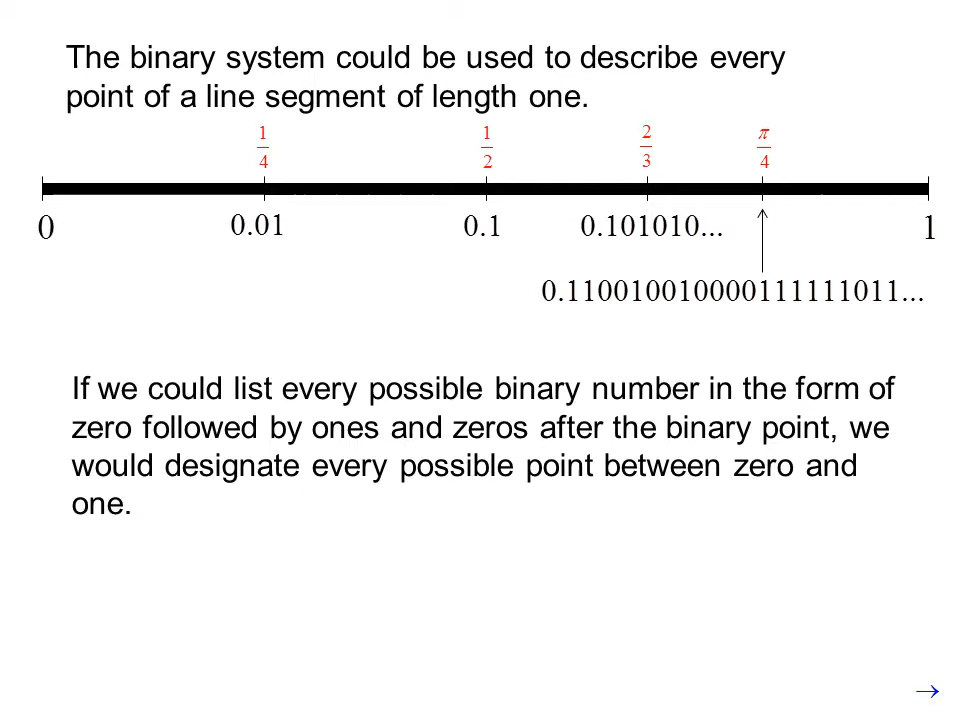 The binary system could be used to describe every
point of a line segment of length one.
1/4 1/2 2/3 π/4
0 0.01 0.1 0.101010... 1
0.110010010000111111011...
If we could list every possible binary number in the form of
zero followed by ones and zeros after the binary point, we
would designate every possible point between zero and
one.
→